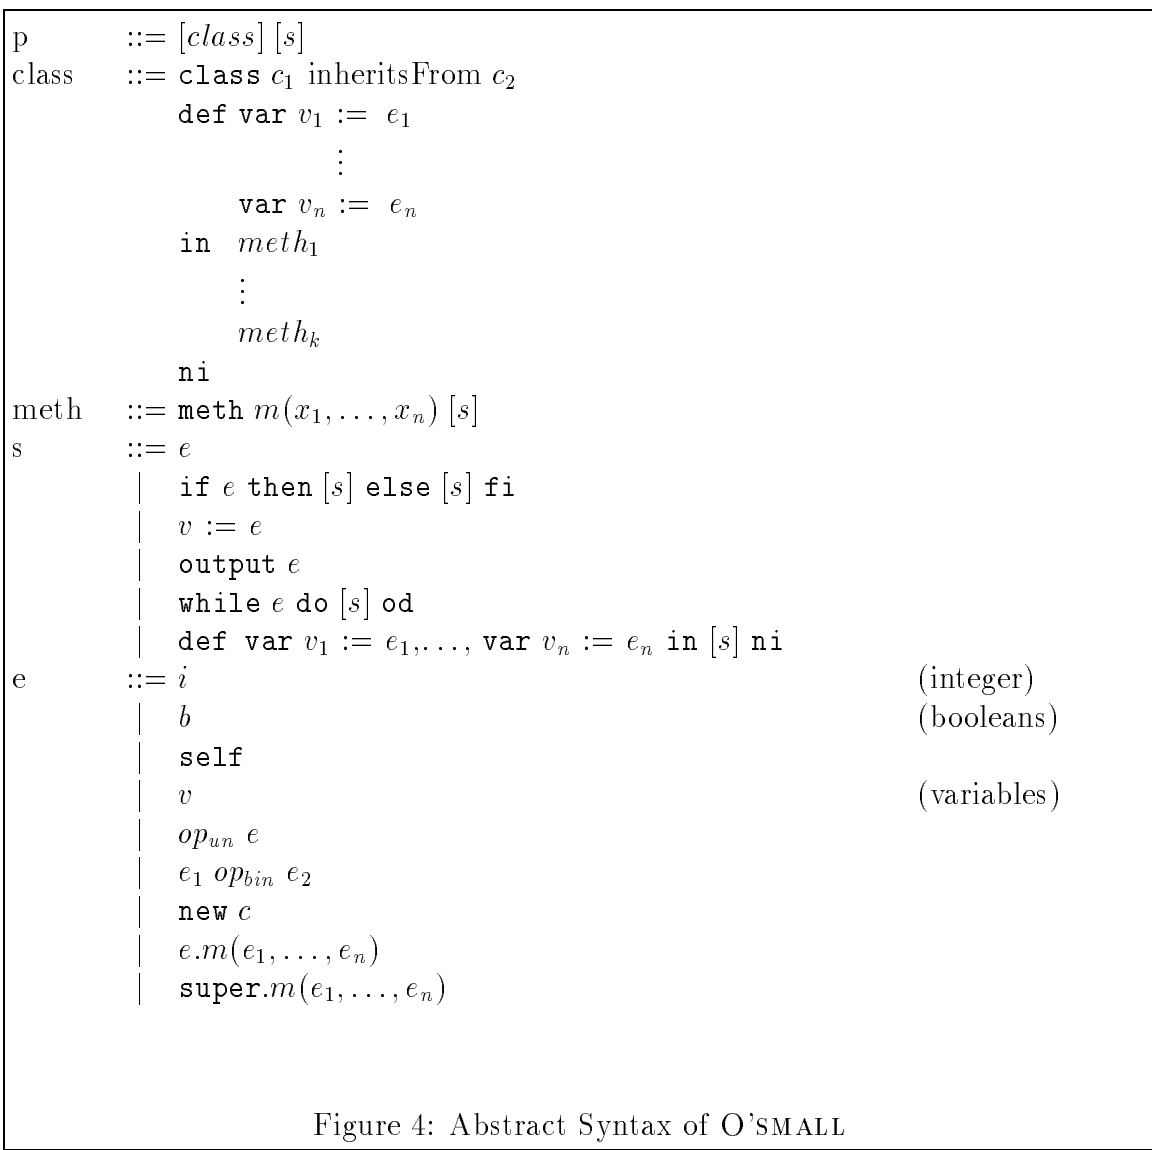 p ::= [class] [s]
class ::= class c₁ inheritsFrom c₂
def var v₁ := e₁
⋮
var vₙ := eₙ
in meth₁
⋮
methₖ
ni
meth ::= meth m(x₁,...,xₙ) [s]
s ::= e
| if e then [s] else [s] fi
| v := e
| output e
| while e do [s] od
| def var v₁ := e₁,..., var vₙ := eₙ in [s] ni
e ::= i (integer)
| b (booleans)
| self
| v (variables)
| op_un e
| e₁ op_bin e₂
| new c
| e.m(e₁,...,eₙ)
| super.m(e₁,...,eₙ)
Figure 4: Abstract Syntax of O'SMALL